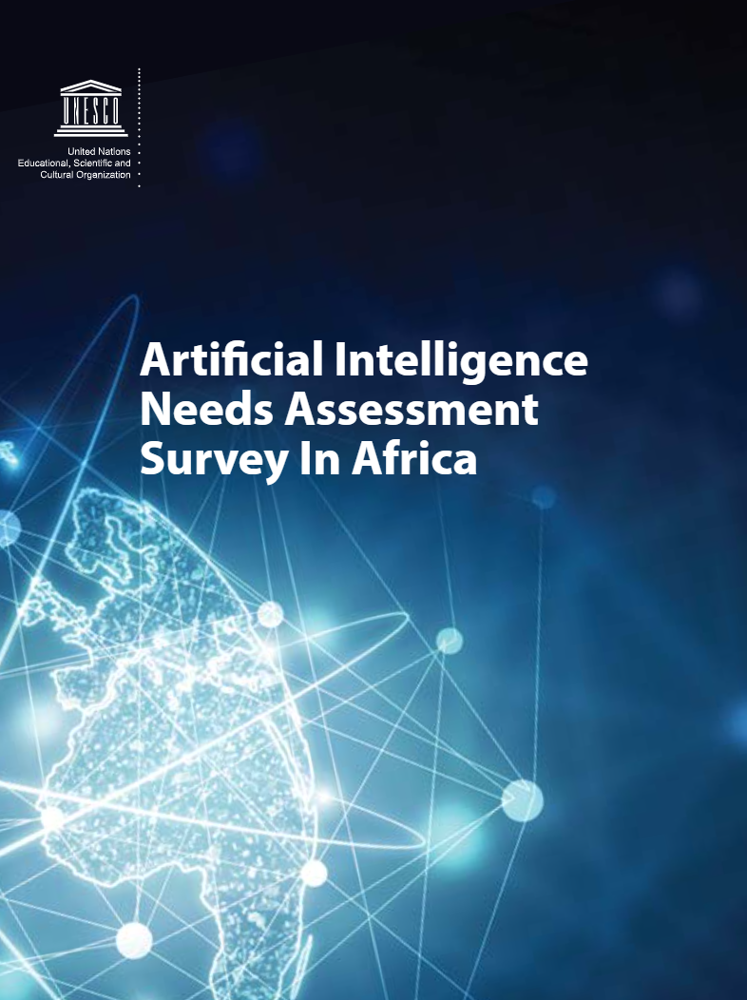 UNESCO
United Nations
Educational, Scientific and
Cultural Organization
Artificial Intelligence
Needs Assessment
Survey In Africa